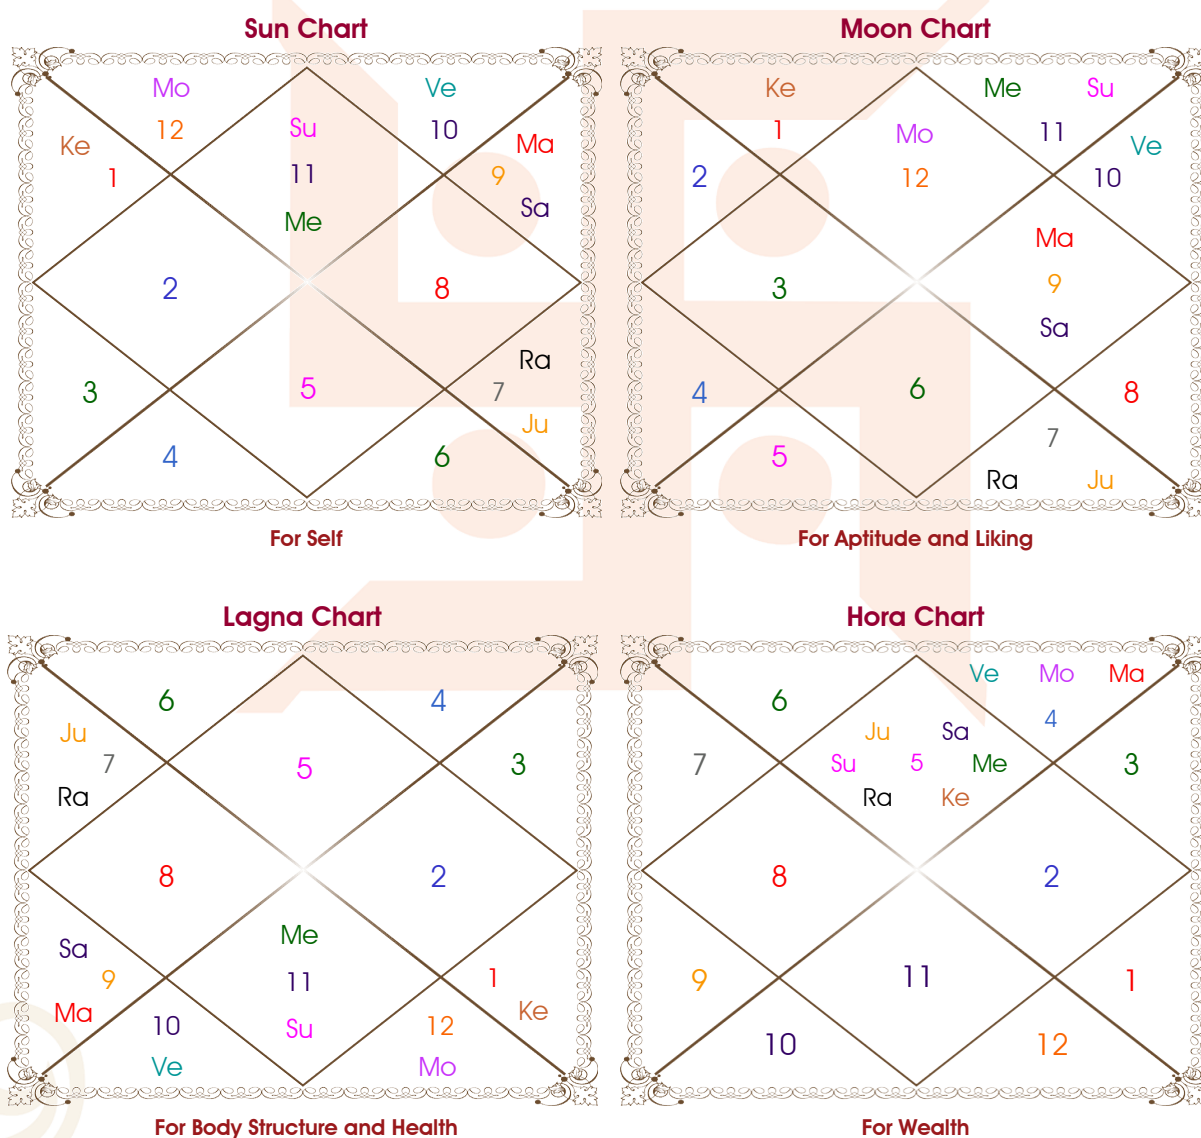 Sun Chart
Mo
12
Ke
1
Su
11
Me
Ve
10
Ma
9
Sa
2
8
3
4
5
Ra
7
Ju
6
For Self
Moon Chart
Ke
1
2
Mo
12
Me Su
11
Ve
10
Ma
9
Sa
3
4
5
6
8
7
Ra Ju
For Aptitude and Liking
Lagna Chart
6
Ju
7
Ra
5
4
3
8
2
Sa
9
Ma
10
Ve
Me
11
Su
1
Ke
12
Mo
For Body Structure and Health
Hora Chart
6
7
Ve Mo Ma
4
3
Ju Sa
Su 5 Me
Ra Ke
8
2
9
10
11
1
12
For Wealth